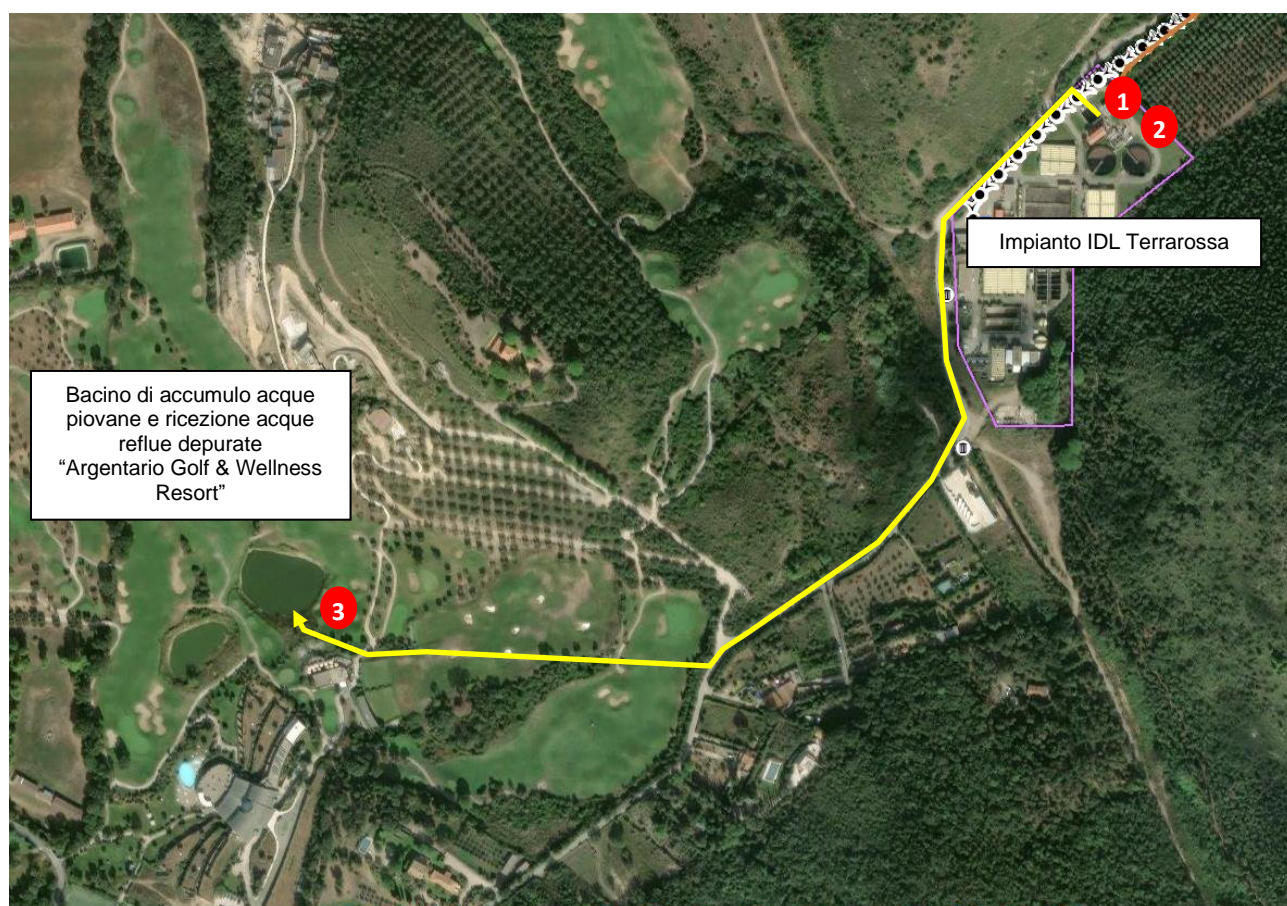 1
2
Impianto IDL Terrarossa
Bacino di accumulo acque
piovane e ricezione acque
reflue depurate
“Argentario Golf & Wellness
Resort”
3